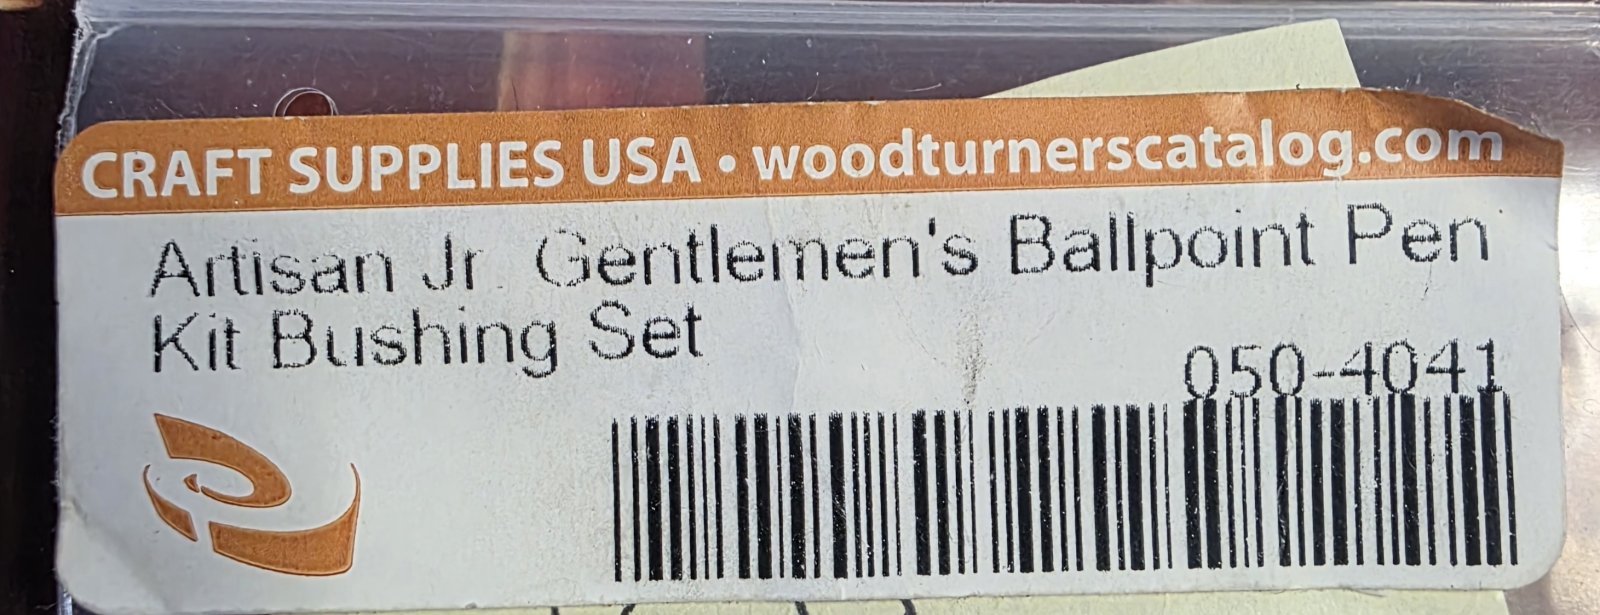 CRAFT SUPPLIES USA • woodturnerscatalog.com
Artisan Jr. Gentlemen's Ballpoint Pen
Kit Bushing Set
050-4041